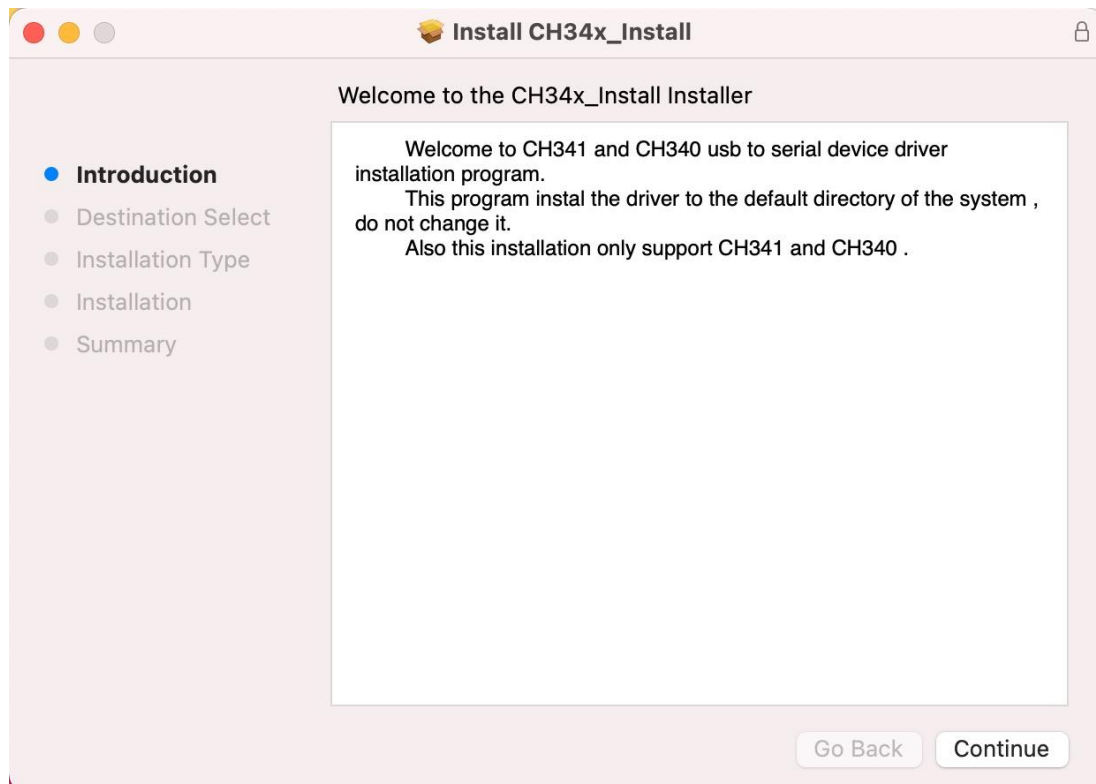 Install CH34x_Install
Welcome to the CH34x_Install Installer
Introduction
Destination Select
Installation Type
Installation
Summary
Welcome to CH341 and CH340 usb to serial device driver
installation program.
This program instal the driver to the default directory of the system ,
do not change it.
Also this installation only support CH341 and CH340 .
Go Back
Continue